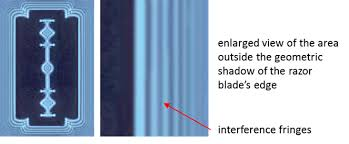 enlarged view of the area
outside the geometric
shadow of the razor
blade's edge
interference fringes